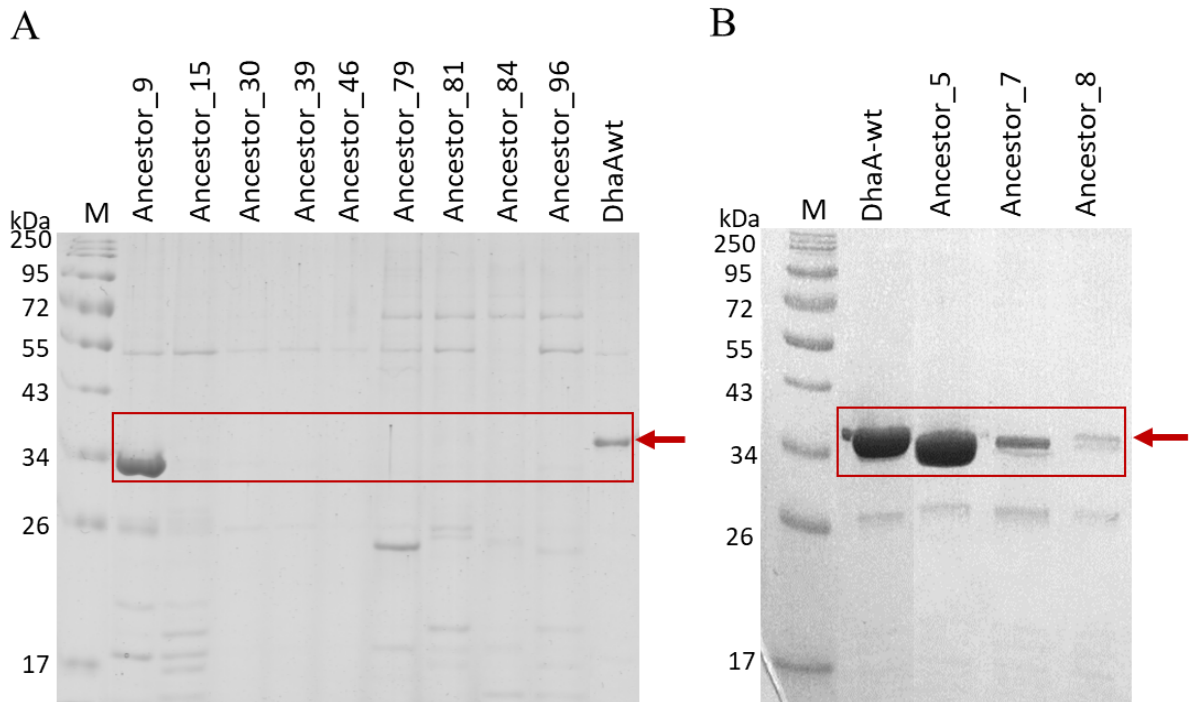 A
kDa
M
Ancestor_9
Ancestor_15
Ancestor_30
Ancestor_39
Ancestor_46
Ancestor_79
Ancestor_81
Ancestor_84
Ancestor_96
DhaAwt
250
95
72
55
43
34
26
17
B
kDa
M
DhaA-wt
Ancestor_5
Ancestor_7
Ancestor_8
250
95
72
55
43
34
26
17